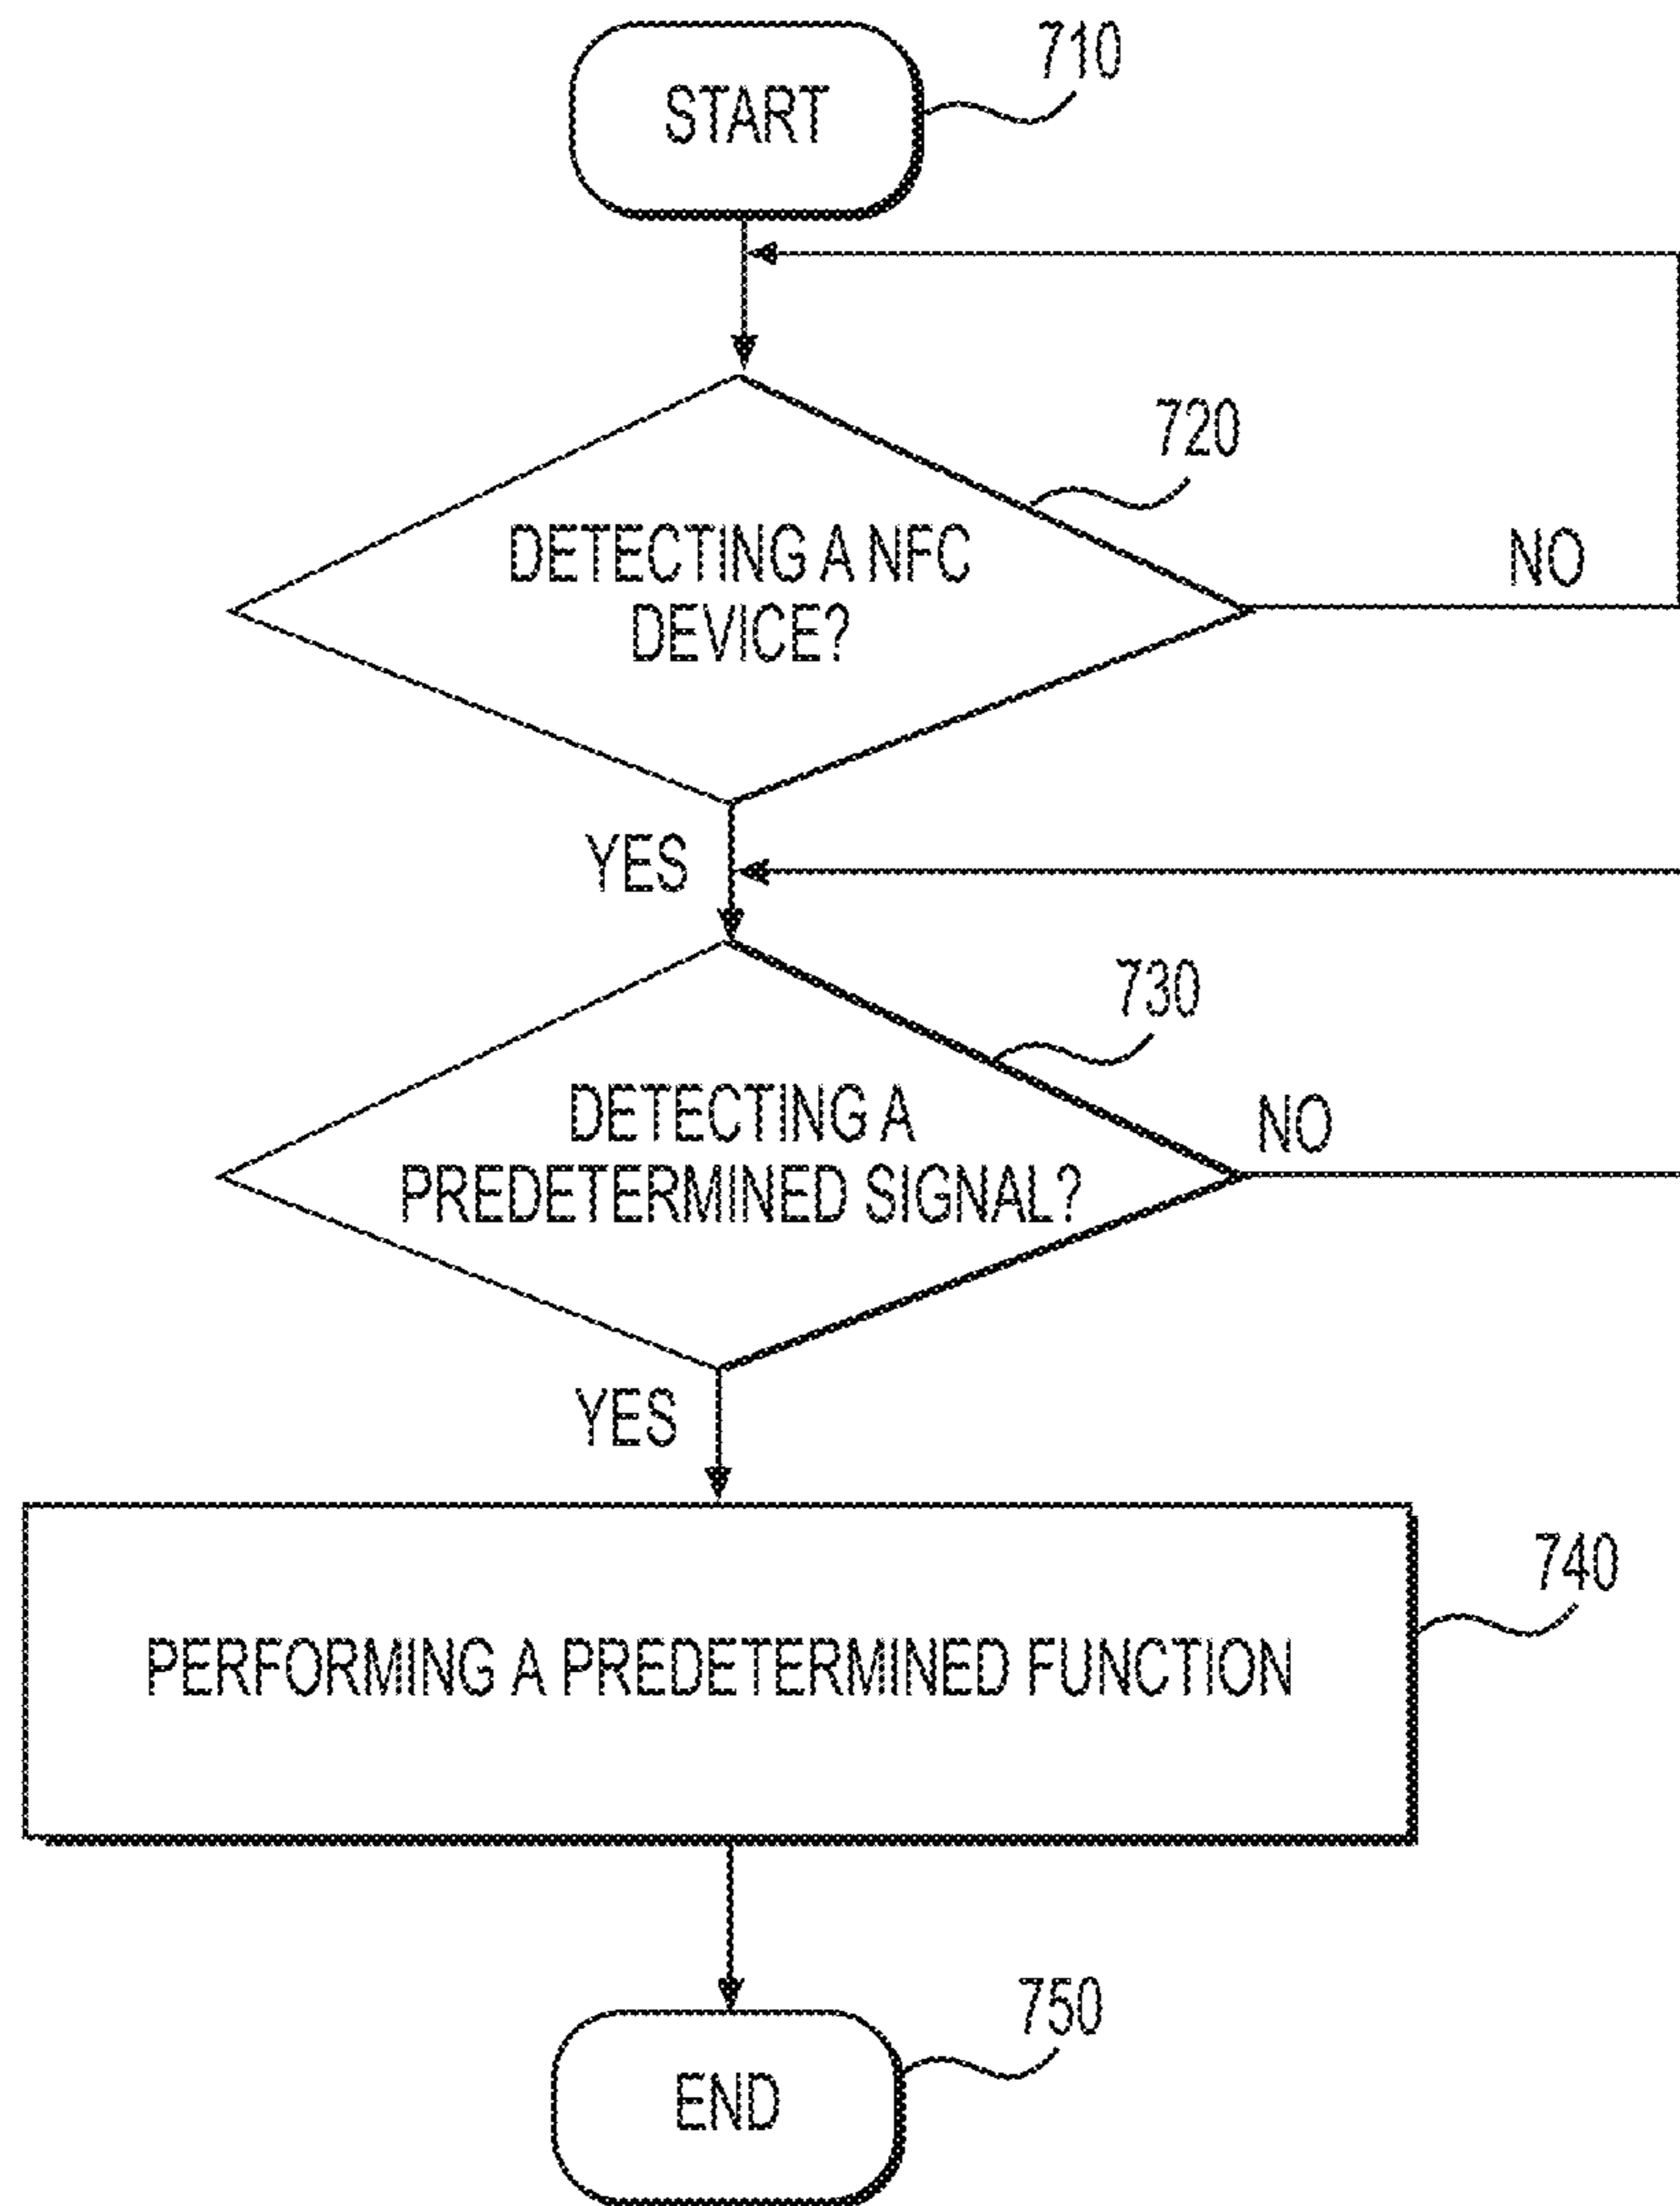 START
710
DETECTING A NFC
DEVICE?
720
NO
YES
DETECTING A
PREDETERMINED SIGNAL?
730
NO
YES
PERFORMING A PREDETERMINED FUNCTION
740
END
750